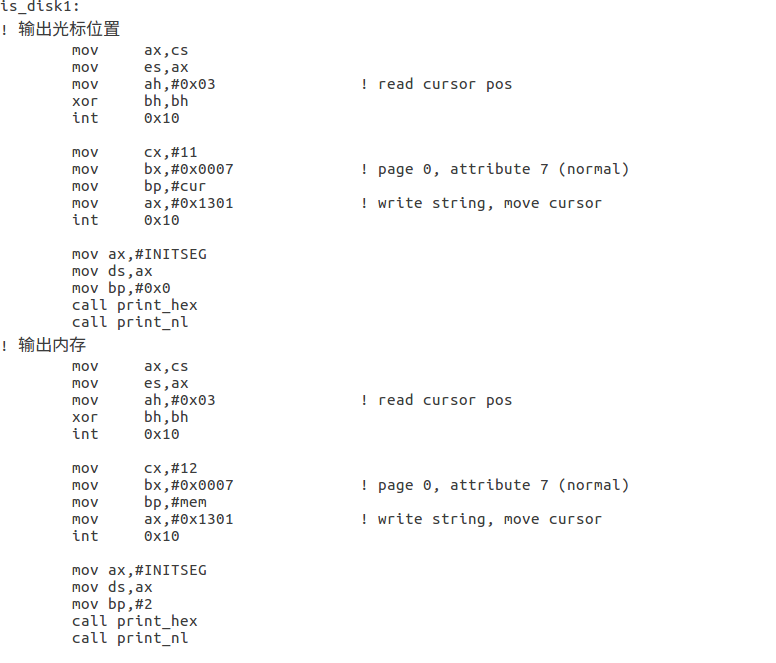 is_disk1:
! 输出光标位置
mov ax,cs
mov es,ax
mov ah,#0x03 ! read cursor pos
xor bh,bh
int 0x10
mov cx,#11
mov bx,#0x0007 ! page 0, attribute 7 (normal)
mov bp,#cur
mov ax,#0x1301 ! write string, move cursor
int 0x10
mov ax,#INITSEG
mov ds,ax
mov bp,#0x0
call print_hex
call print_nl
! 输出内存
mov ax,cs
mov es,ax
mov ah,#0x03 ! read cursor pos
xor bh,bh
int 0x10
mov cx,#12
mov bx,#0x0007 ! page 0, attribute 7 (normal)
mov bp,#mem
mov ax,#0x1301 ! write string, move cursor
int 0x10
mov ax,#INITSEG
mov ds,ax
mov bp,#2
call print_hex
call print_nl